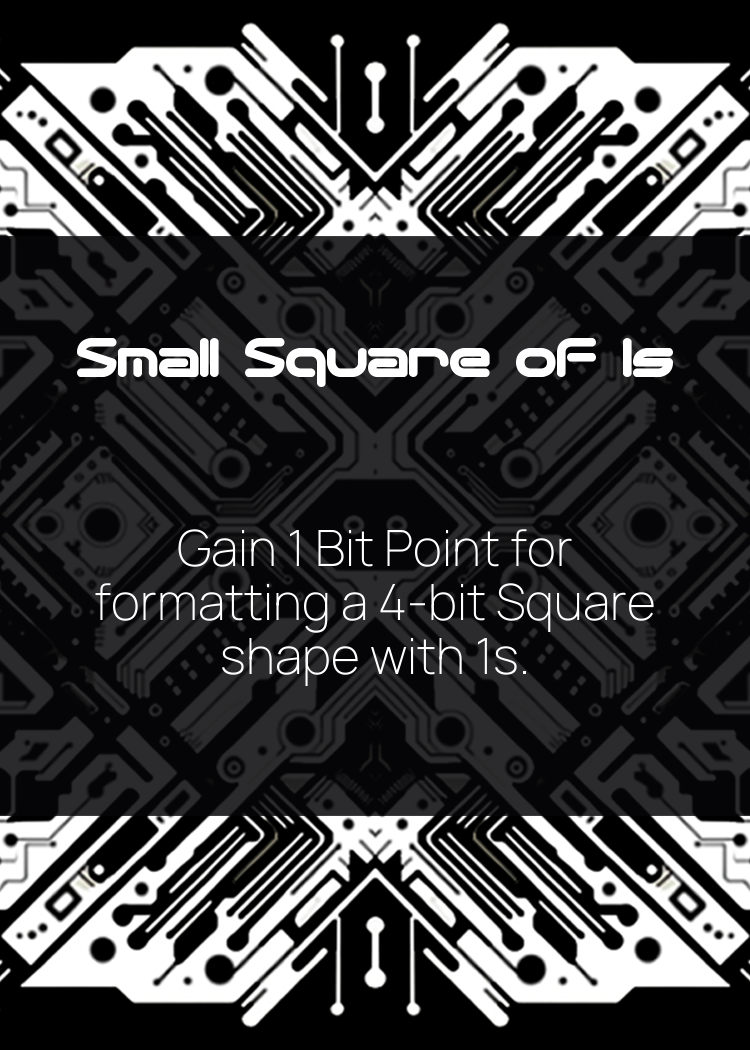 Small Square of 1s
Gain 1 Bit Point for
formatting a 4-bit Square
shape with 1s.